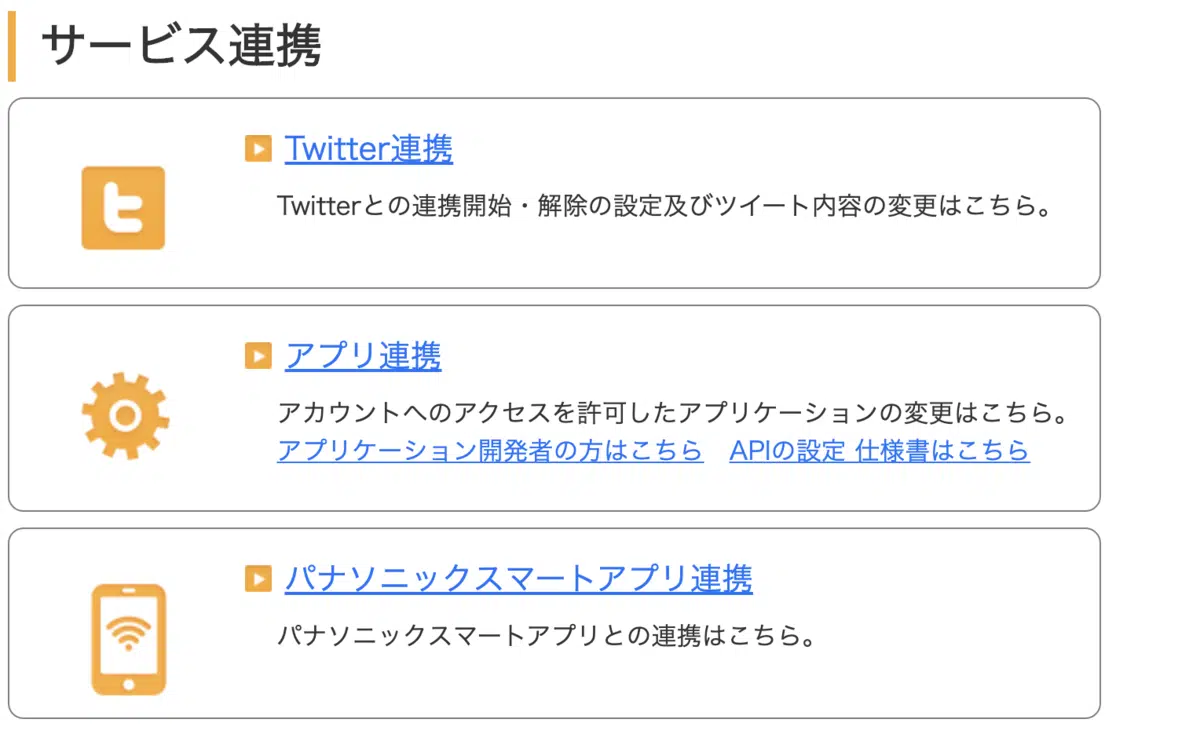 サービス連携
Twitter連携
Twitterとの連携開始・解除の設定及びツイート内容の変更はこちら。
アプリ連携
アカウントへのアクセスを許可したアプリケーションの変更はこちら。
アプリケーション開発者の方はこちら　APIの設定 仕様書はこちら
パナソニックスマートアプリ連携
パナソニックスマートアプリとの連携はこちら。